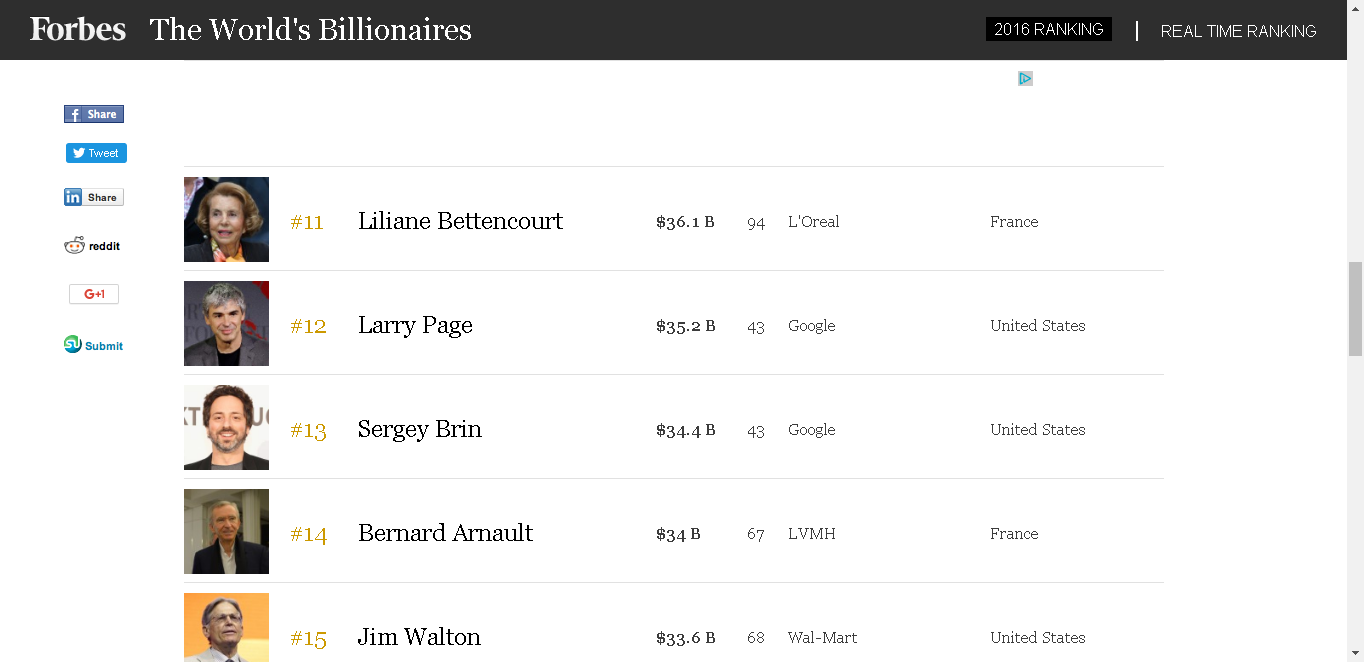 Forbes The World's Billionaires 2016 RANKING | REAL TIME RANKING
f Share
Tweet
in Share
reddit
G+1
Submit
#11 Liliane Bettencourt $36.1 B 94 L'Oreal France
#12 Larry Page $35.2 B 43 Google United States
#13 Sergey Brin $34.4 B 43 Google United States
#14 Bernard Arnault $34 B 67 LVMH France
#15 Jim Walton $33.6 B 68 Wal-Mart United States